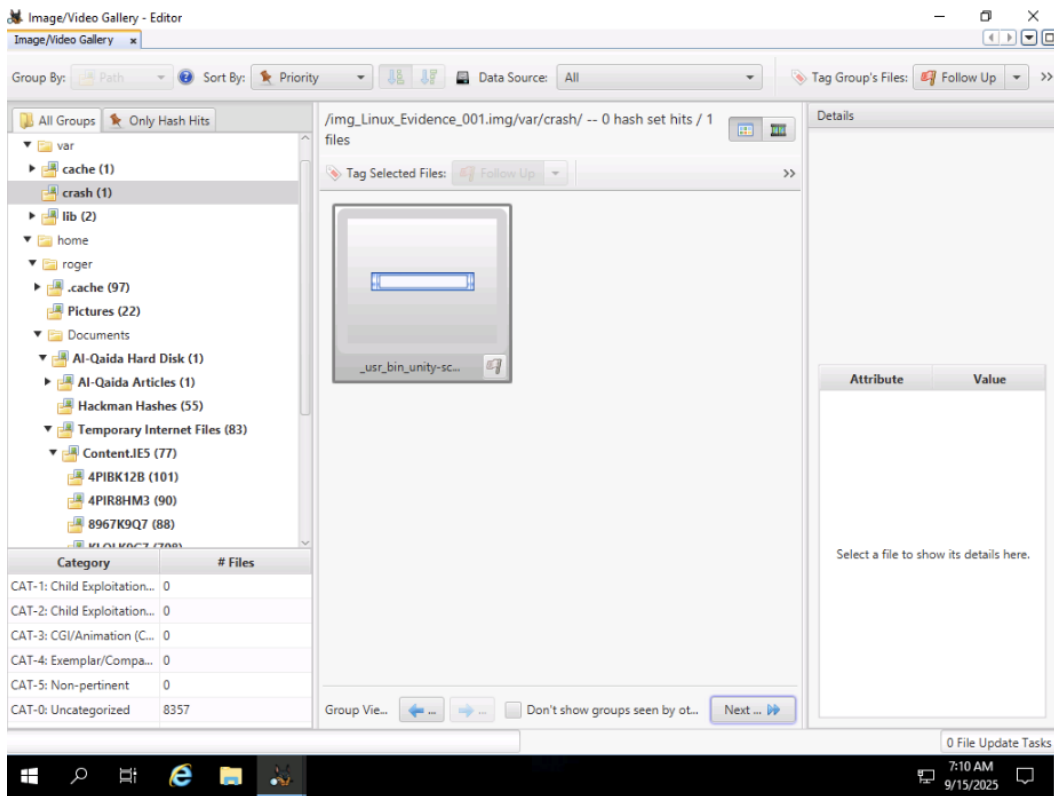 Image/Video Gallery - Editor
Image/Video Gallery x
Group By: Path Sort By: Priority Data Source: All Tag Group's Files: Follow Up >>
All Groups Only Hash Hits
var
cache (1)
crash (1)
lib (2)
home
roger
.cache (97)
Pictures (22)
Documents
Al-Qaida Hard Disk (1)
Al-Qaida Articles (1)
Hackman Hashes (55)
Temporary Internet Files (83)
Content.IE5 (77)
4PIBK12B (101)
4PIR8HM3 (90)
8967K9Q7 (88)
Category # Files
CAT-1: Child Exploitation... 0
CAT-2: Child Exploitation... 0
CAT-3: CGI/Animation (C... 0
CAT-4: Exemplar/Compa... 0
CAT-5: Non-pertinent 0
CAT-0: Uncategorized 8357
/img_Linux_Evidence_001.img/var/crash/ -- 0 hash set hits / 1
files
Tag Selected Files: Follow Up >>
_usr_bin_unity-sc...
Group Vie... ... ... Don't show groups seen by ot... Next ...
Details
Attribute Value
Select a file to show its details here.
0 File Update Tasks
7:10 AM
9/15/2025